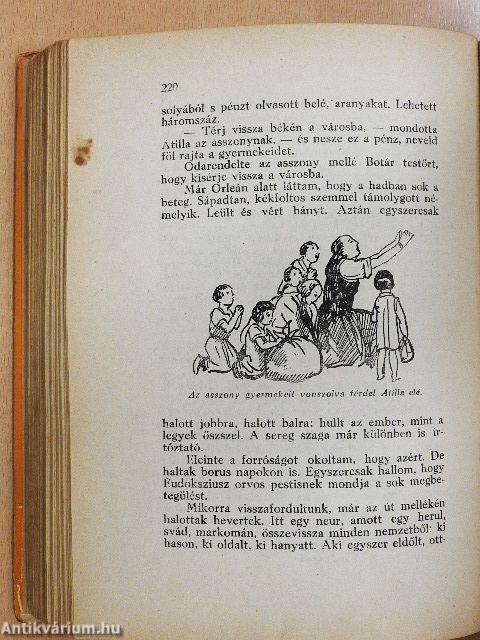 220
solyából s pénzt olvasott belé, aranyakat. Lehetett
háromszáz.
— Térj vissza békén a városba, — mondotta
Atilla az asszonynak, — és nesze ez a pénz, neveld
föl rajta a gyermekeidet.
Odarendelte az asszony mellé Botár testőrt,
hogy kisérje vissza a városba.
Már Orleán alatt láttam, hogy a hadban sok a
beteg. Sápadtan, kékfoltos szemmel támolygott né-
melyik. Leült és vért hányt. Aztán egyszercsak
Az asszony gyermekeit vonszolva térdel Atilla elé.
halott jobbra, halott balra: hullt az ember, mint a
legyek ősszel. A sereg szaga már különben is ir-
tóztató.
Eleinte a forróságot okoltam, hogy azért. De
haltak borus napokon is. Egyszercsak hallom, hogy
Eudoksziusz orvos pestisnek mondja a sok megbe-
tegülést.
Mikorra visszafordultunk, már az út mellékén
halottak hevertek. Itt egy neur, amott egy herul,
svád, markomán, összevissza minden nemzetből: ki
hason, ki oldalt, ki hanyatt. Aki egyszer eldőlt, ott-
Antikvárium.hu